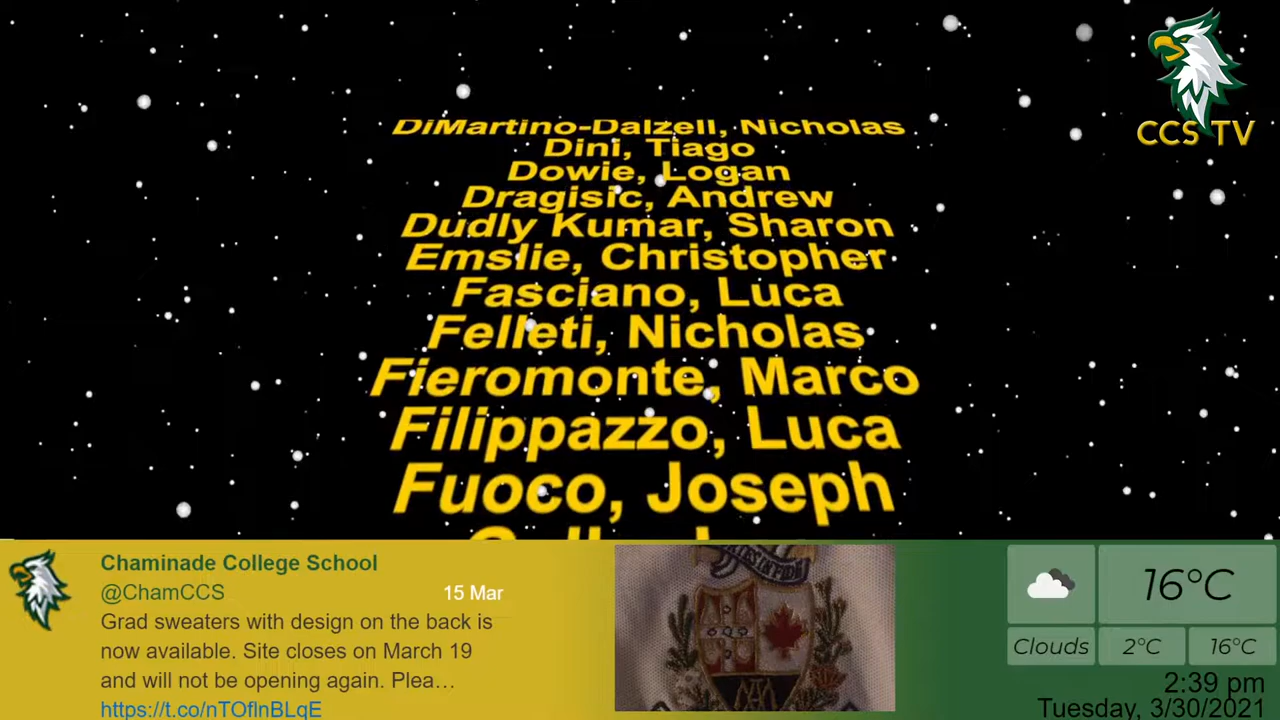 CCS TV
DiMartino-Dalzell, Nicholas
Dini, Tiago
Dowie, Logan
Dragisic, Andrew
Dudly Kumar, Sharon
Emslie, Christopher
Fasciano, Luca
Felleti, Nicholas
Fieromonte, Marco
Filippazzo, Luca
Fuoco, Joseph
Chaminade College School
@ChamCCS
15 Mar
Grad sweaters with design on the back is
now available. Site closes on March 19
and will not be opening again. Plea…
https://t.co/nTOflnBLqE
16°C
Clouds
2°C
16°C
2:39 pm
Tuesday, 3/30/2021